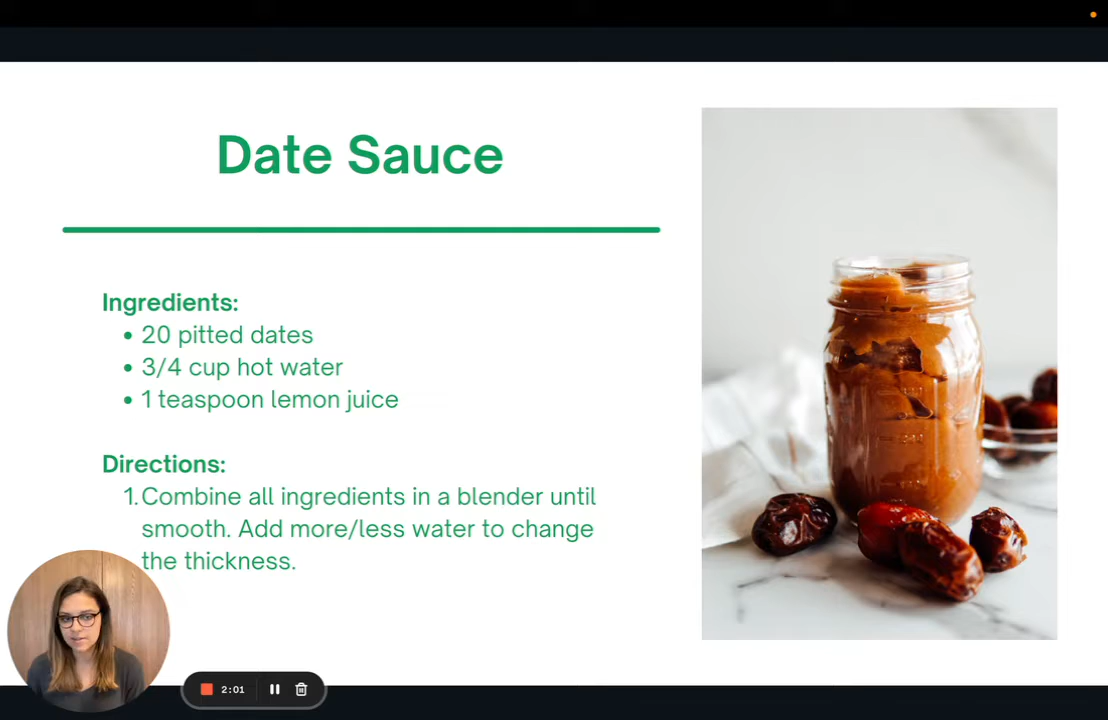 Date Sauce
Ingredients:
• 20 pitted dates
• 3/4 cup hot water
• 1 teaspoon lemon juice
Directions:
1. Combine all ingredients in a blender until
smooth. Add more/less water to change
the thickness.
2:01